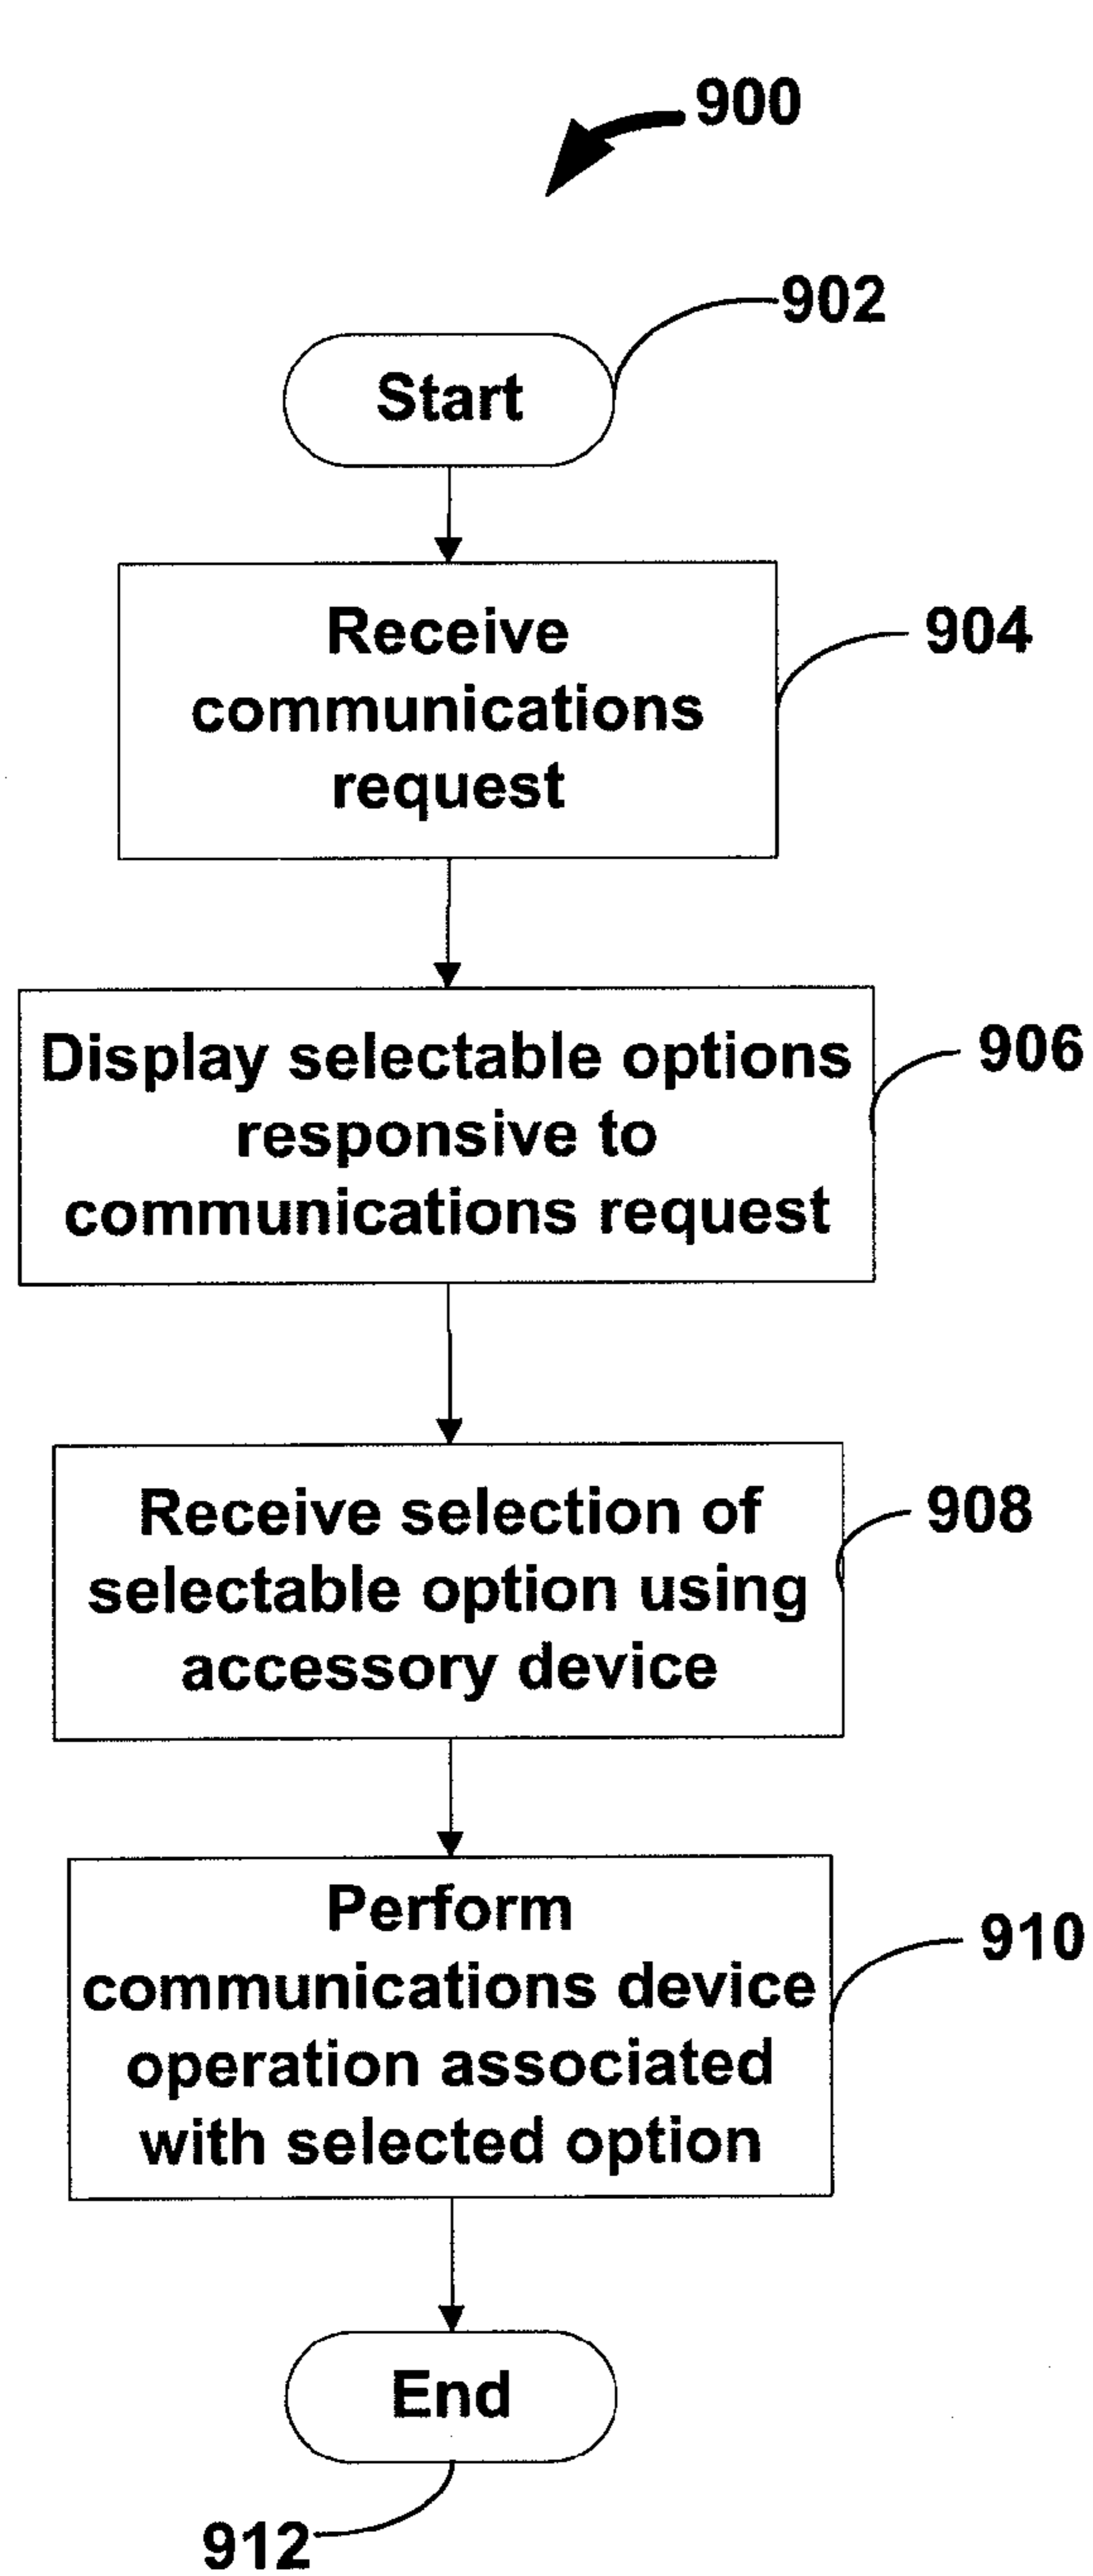 900
902
Start
Receive
communications
request
904
Display selectable options
responsive to
communications request
906
Receive selection of
selectable option using
accessory device
908
Perform
communications device
operation associated
with selected option
910
End
912